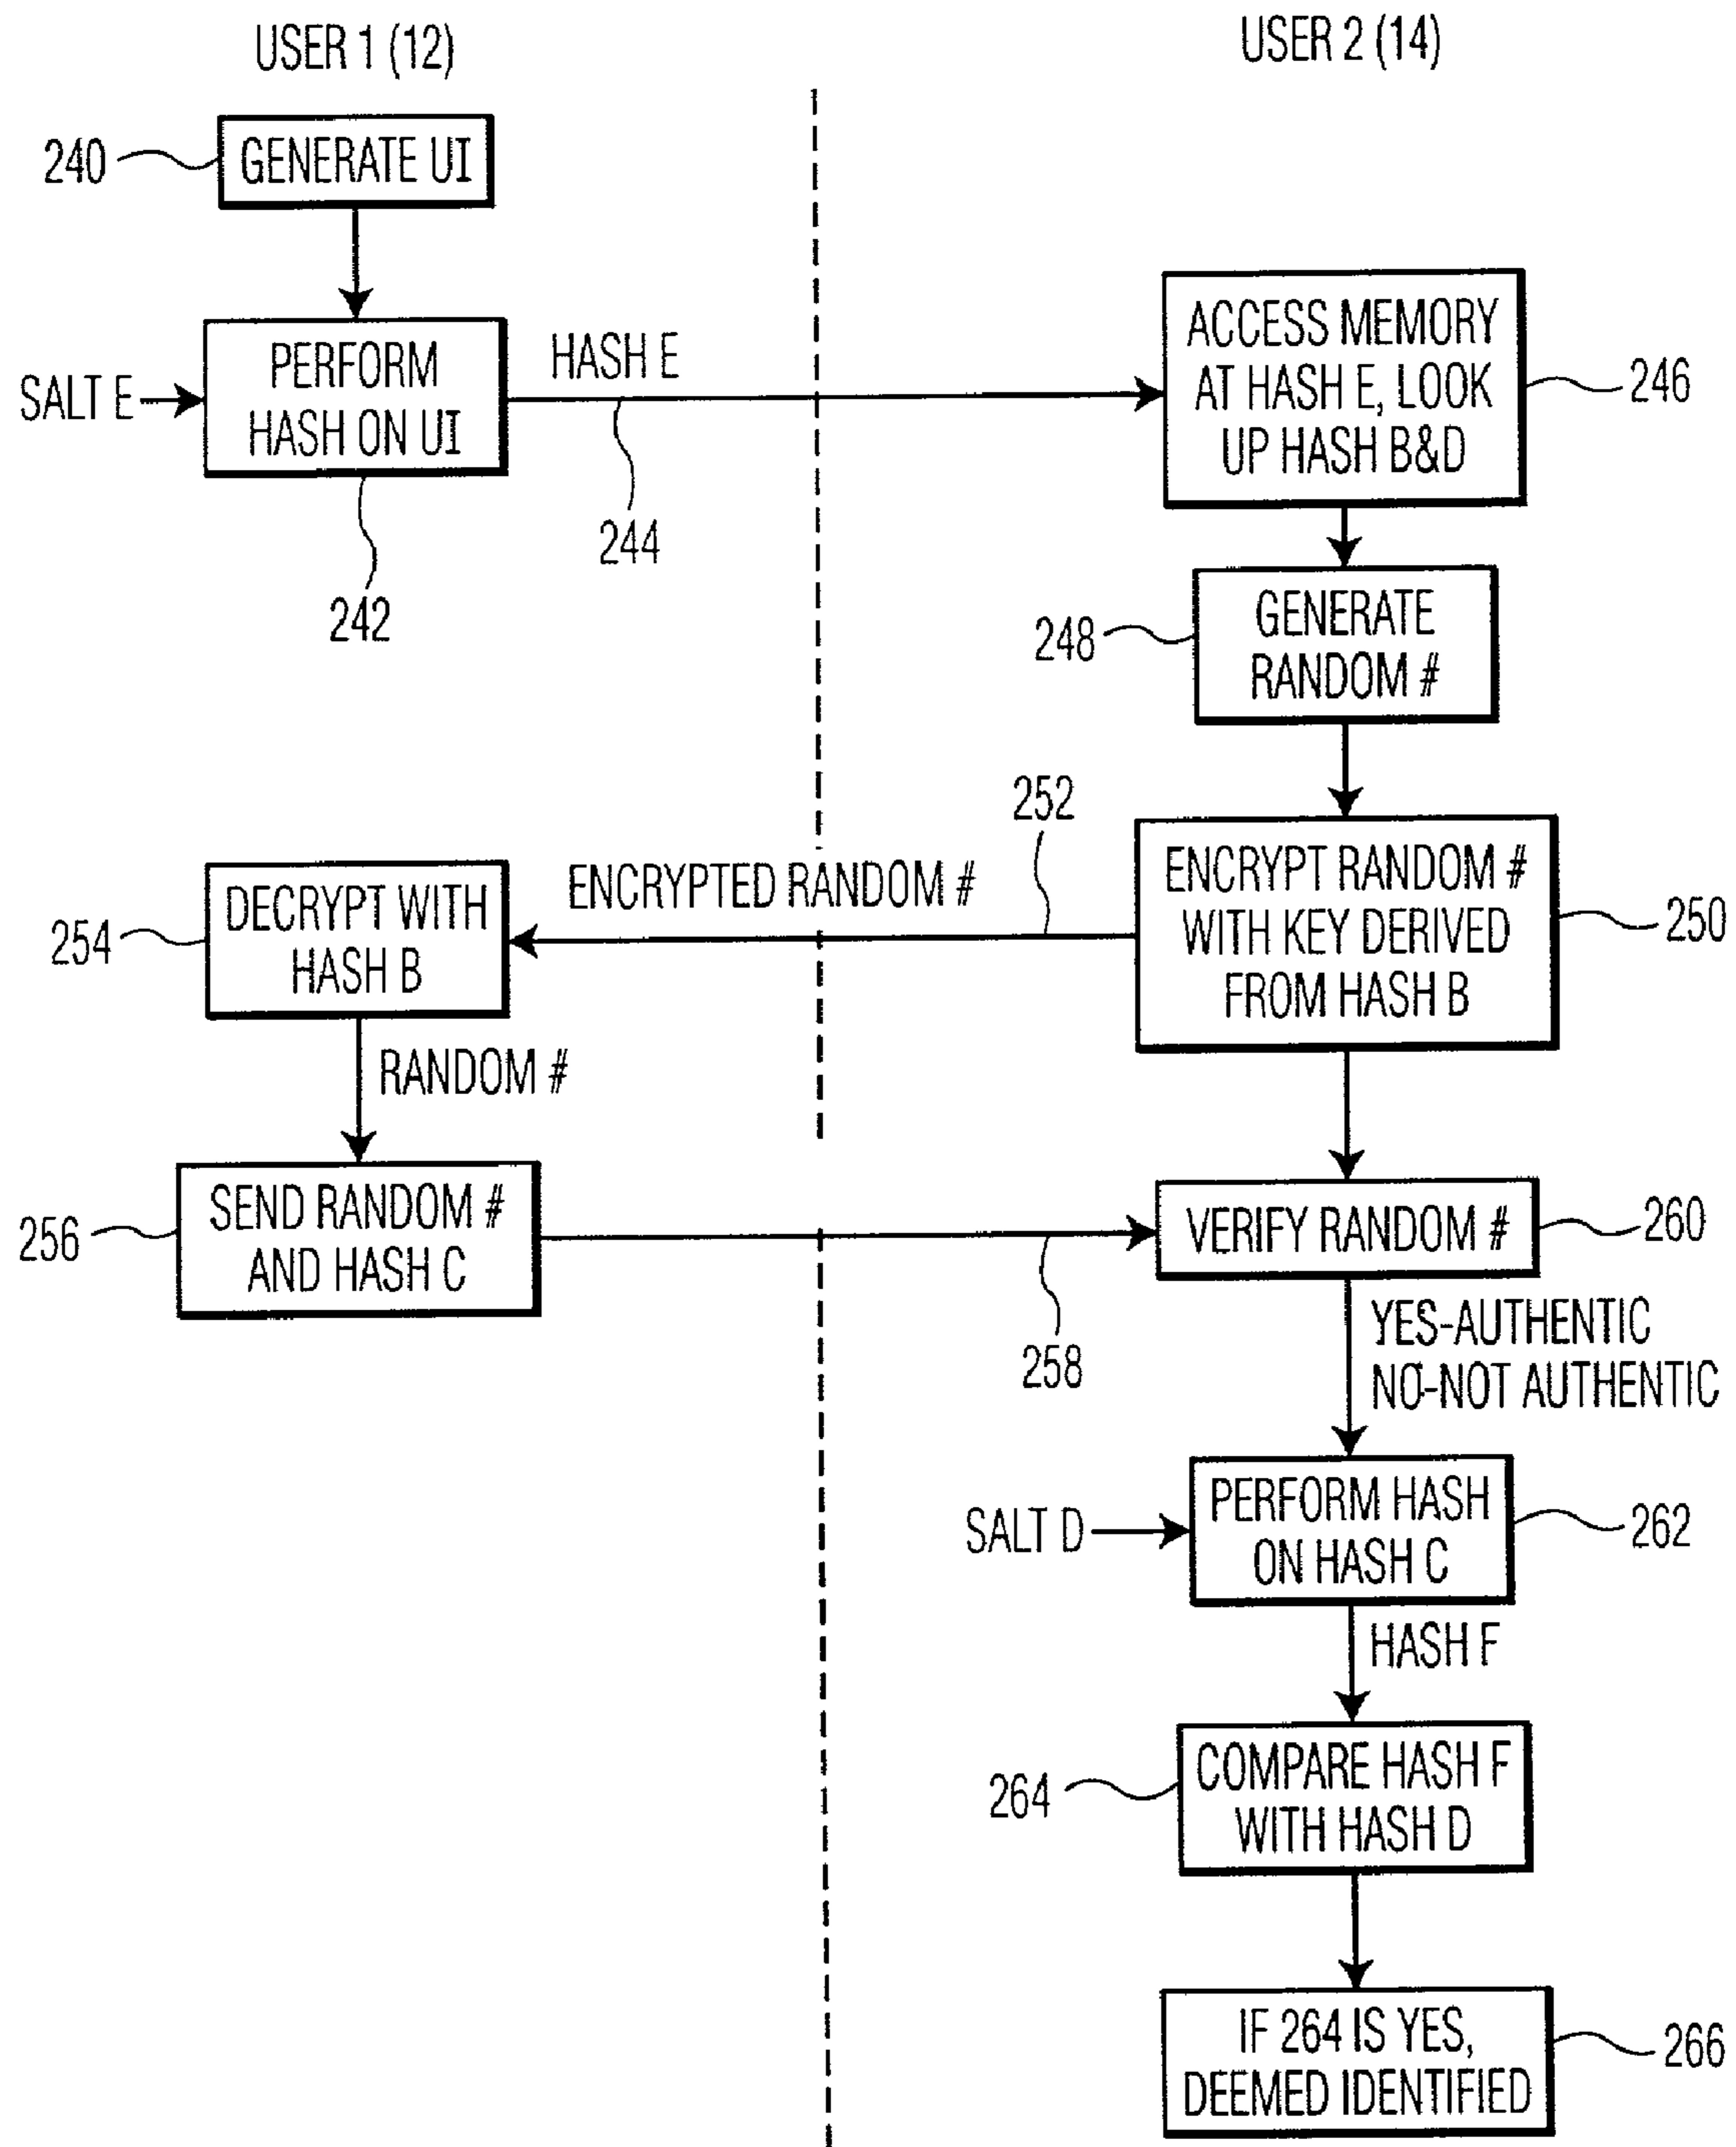 USER 1 (12)
USER 2 (14)
240
GENERATE UI
SALT E
PERFORM
HASH ON UI
242
HASH E
244
ACCESS MEMORY
AT HASH E, LOOK
UP HASH B&D
246
248
GENERATE
RANDOM #
252
ENCRYPT RANDOM #
WITH KEY DERIVED
FROM HASH B
250
ENCRYPTED RANDOM #
254
DECRYPT WITH
HASH B
RANDOM #
256
SEND RANDOM #
AND HASH C
258
VERIFY RANDOM #
260
YES-AUTHENTIC
NO-NOT AUTHENTIC
SALT D
PERFORM HASH
ON HASH C
262
HASH F
264
COMPARE HASH F
WITH HASH D
IF 264 IS YES,
DEEMED IDENTIFIED
266